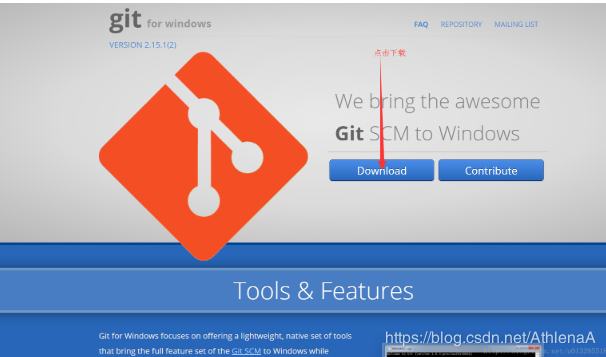 git for windows
FAQ REPOSITORY MAILING LIST
VERSION 2.15.1(2)
点击下载
We bring the awesome
Git SCM to Windows
Download Contribute
Tools & Features
Git for Windows focuses on offering a lightweight, native set of tools
that bring the full feature set of the Git SCM to Windows while
https://blog.csdn.net/AthlenaA